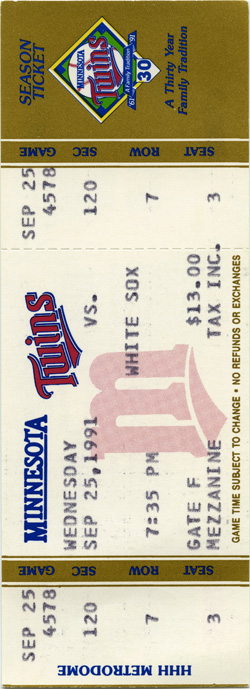 SEASON TICKET
MINNESOTA
Twins
A Family Tradition
'61 '90
30
A Thirty Year
Family Tradition
GAME SEC ROW SEAT
SEP 25
4578 120 7 3
MINNESOTA
Twins
WEDNESDAY VS. WHITE SOX
SEP 25,1991 7:35 PM
GATE F $13.00
MEZZANINE TAX INC.
GAME TIME SUBJECT TO CHANGE • NO REFUNDS OR EXCHANGES
GAME SEC ROW SEAT
SEP 25
4578 120 7 3
HHH METRODOME